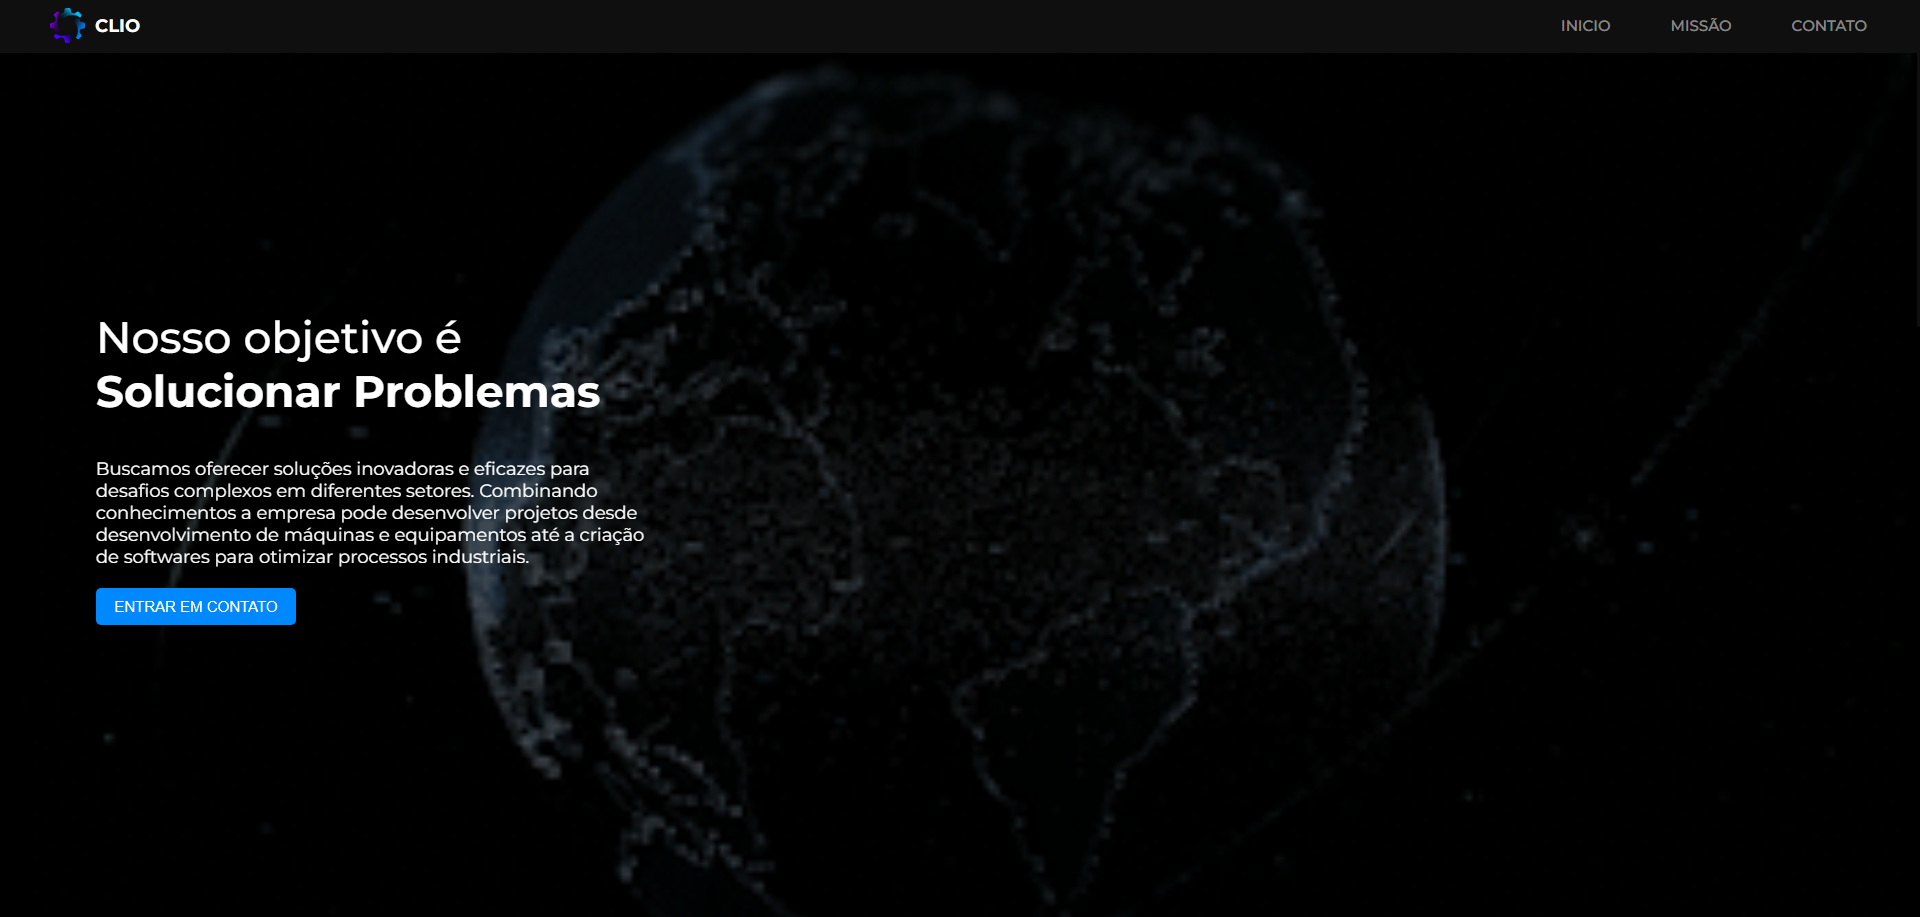 CLIO
INICIO
MISSÃO
CONTATO
Nosso objetivo é
Solucionar Problemas
Buscamos oferecer soluções inovadoras e eficazes para
desafios complexos em diferentes setores. Combinando
conhecimentos a empresa pode desenvolver projetos desde
desenvolvimento de máquinas e equipamentos até a criação
de softwares para otimizar processos industriais.
ENTRAR EM CONTATO